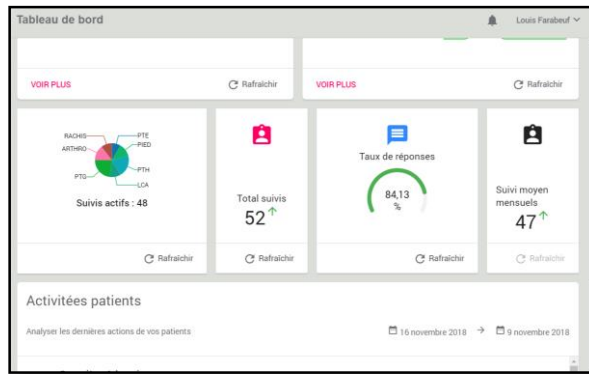 Tableau de bord
Louis Farabeuf
VOIR PLUS
Rafraîchir
VOIR PLUS
Rafraîchir
RACHIS
PTE
ARTHRO
PIED
PTH
PTG
LCA
Suivis actifs : 48
Rafraîchir
Total suivis
52
Rafraîchir
Taux de réponses
84,13
%
Rafraîchir
Suivi moyen
mensuels
47
Rafraîchir
Activitées patients
Analyser les dernières actions de vos patients
16 novembre 2018
9 novembre 2018